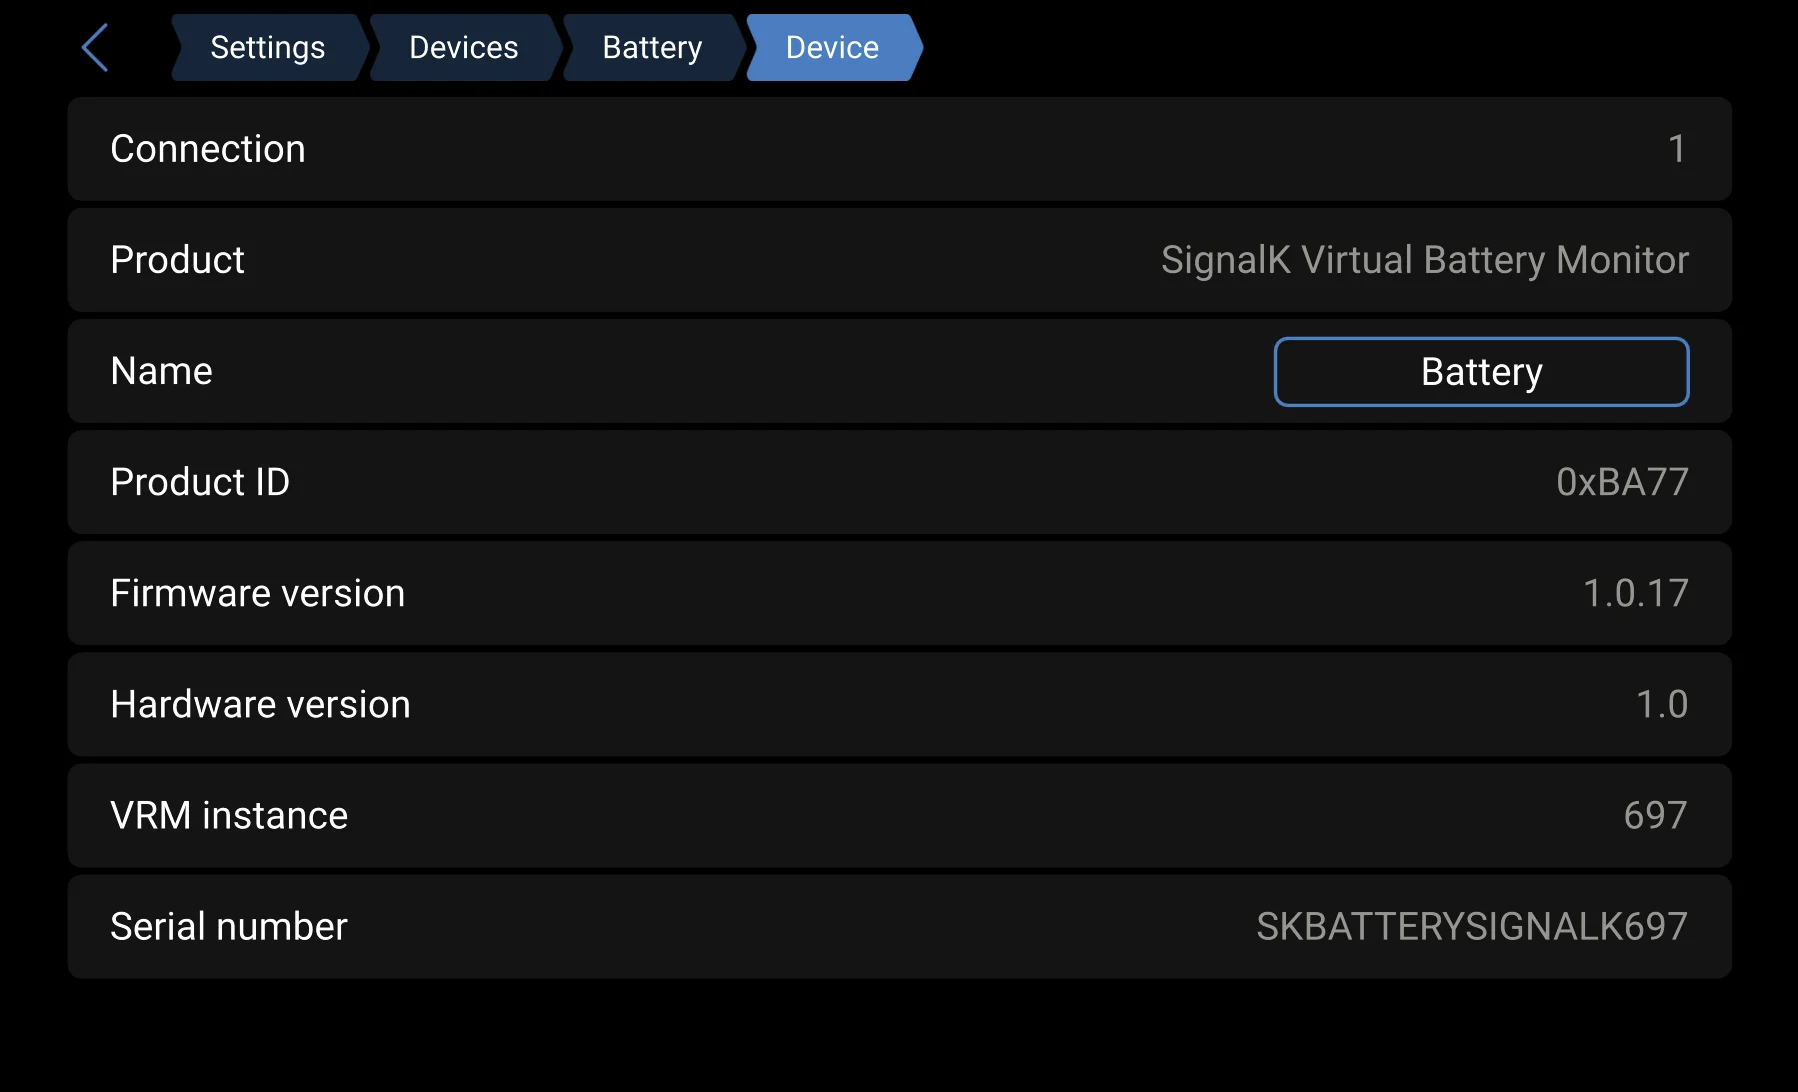 Settings Devices Battery Device
Connection 1
Product SignalK Virtual Battery Monitor
Name Battery
Product ID 0xBA77
Firmware version 1.0.17
Hardware version 1.0
VRM instance 697
Serial number SKBATTERYSIGNALK697